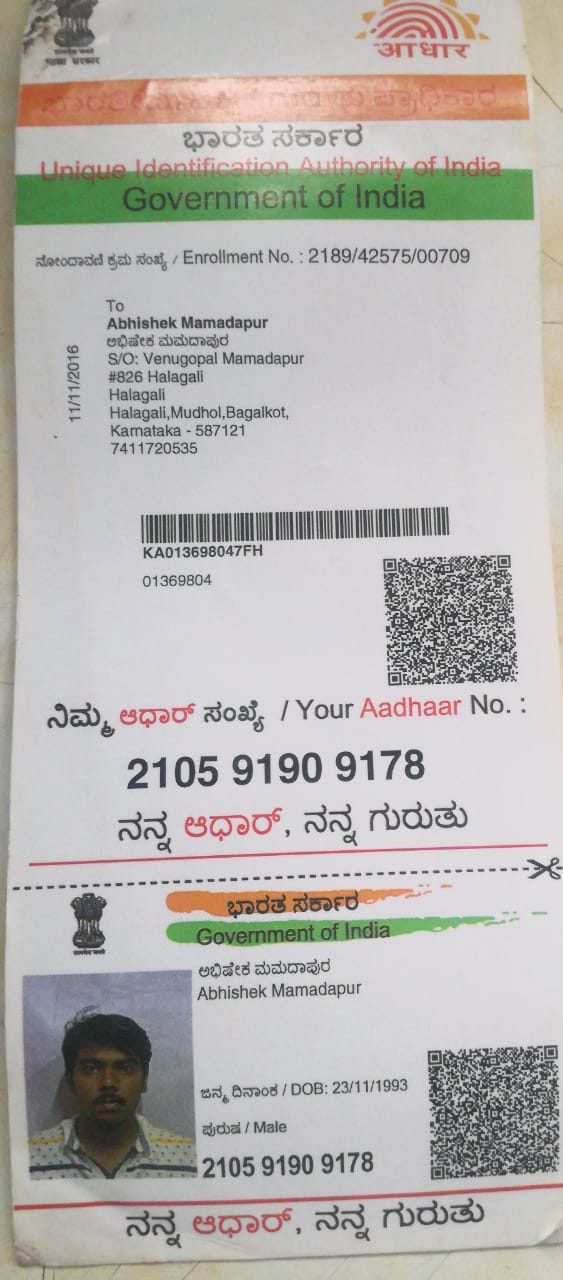 भारत सरकार
आधार
ಗುರುತು ಪ್ರಾಧಿಕಾರ
ಭಾರತ ಸರ್ಕಾರ
Unique Identification Authority of India
Government of India
ನೋಂದಾವಣಿ ಕ್ರಮ ಸಂಖ್ಯೆ / Enrollment No. : 2189/42575/00709
11/11/2016
To
Abhishek Mamadapur
ಅಭಿಷೇಕ ಮಮದಾಪುರ
S/O: Venugopal Mamadapur
#826 Halagali
Halagali
Halagali,Mudhol,Bagalkot,
Karnataka - 587121
7411720535
KA013698047FH
01369804
ನಿಮ್ಮ ಆಧಾರ್ ಸಂಖ್ಯೆ / Your Aadhaar No. :
2105 9190 9178
ನನ್ನ ಆಧಾರ್, ನನ್ನ ಗುರುತು
ಭಾರತ ಸರ್ಕಾರ
Government of India
ಅಭಿಷೇಕ ಮಮದಾಪುರ
Abhishek Mamadapur
ಜನ್ಮ ದಿನಾಂಕ / DOB: 23/11/1993
ಪುರುಷ / Male
2105 9190 9178
ನನ್ನ ಆಧಾರ್, ನನ್ನ ಗುರುತು